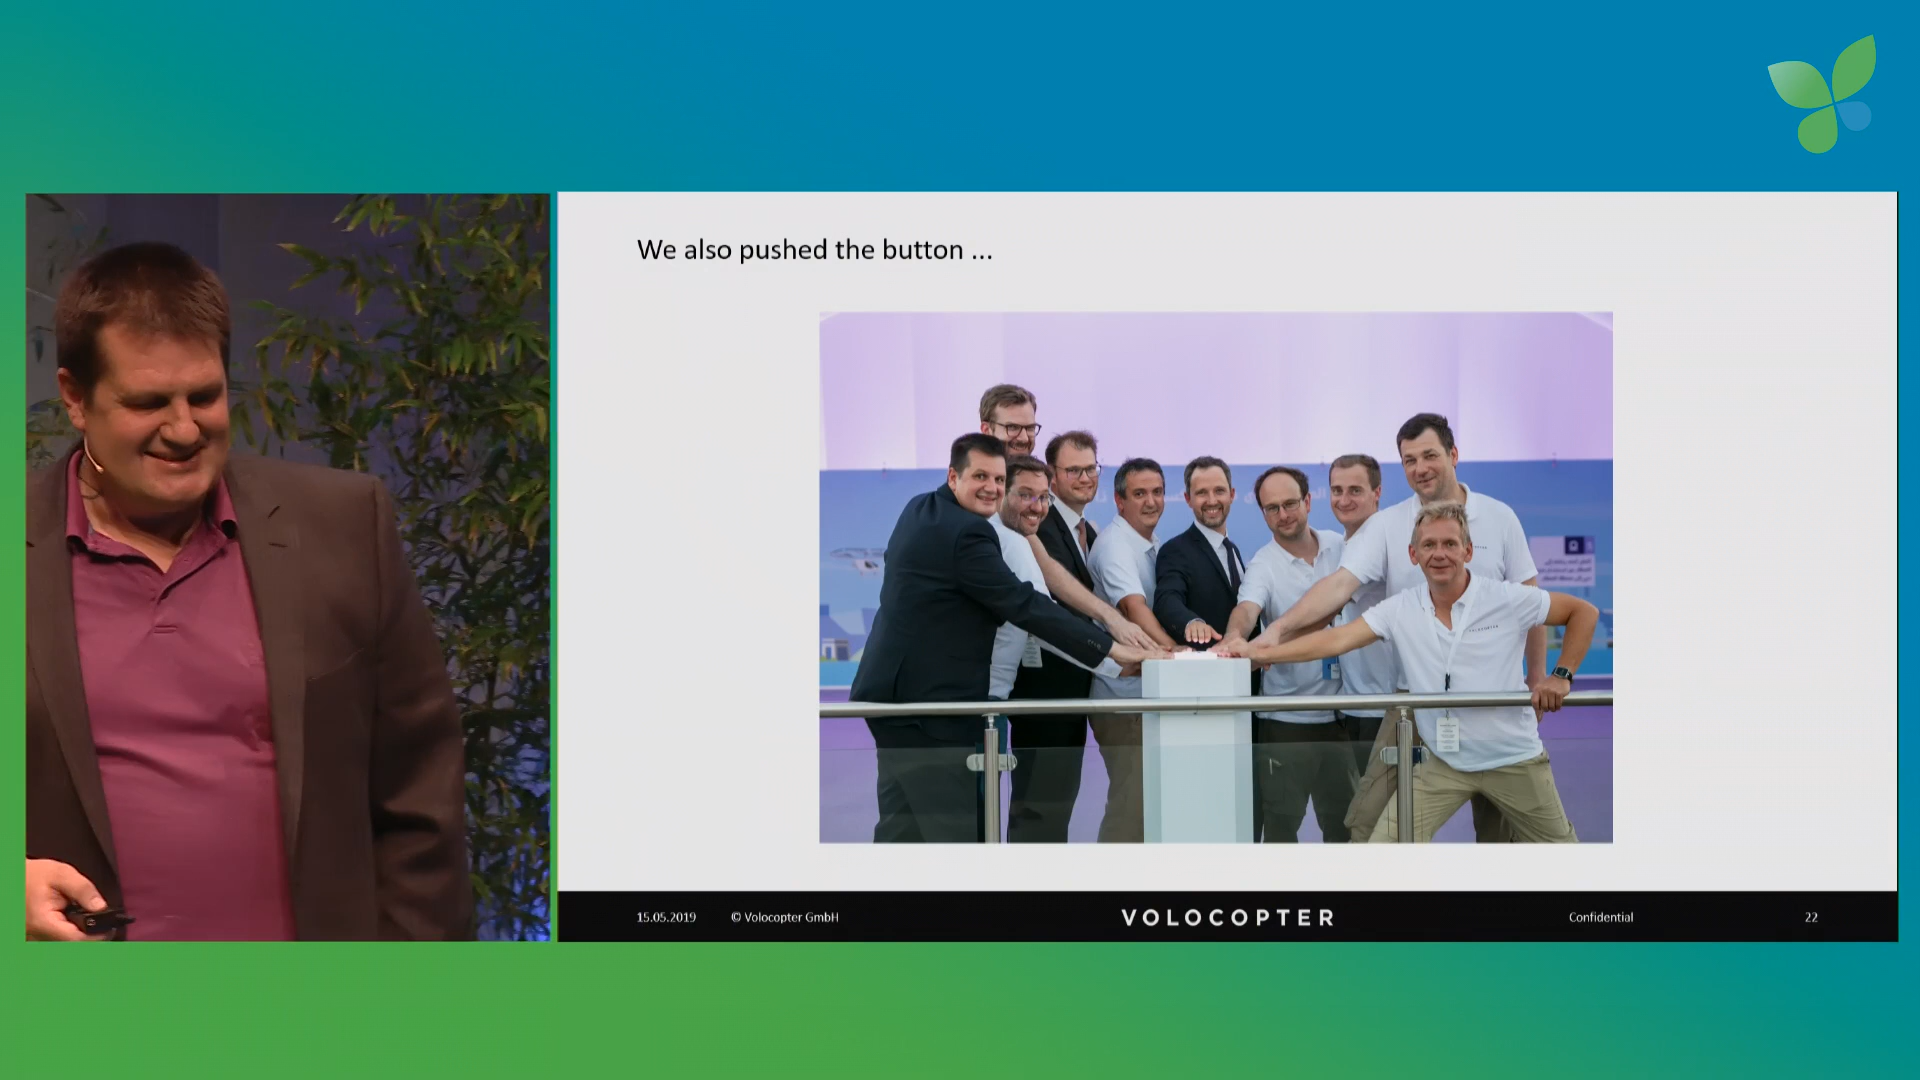 We also pushed the button ...
15.05.2019 © Volocopter GmbH VOLOCOPTER Confidential 22